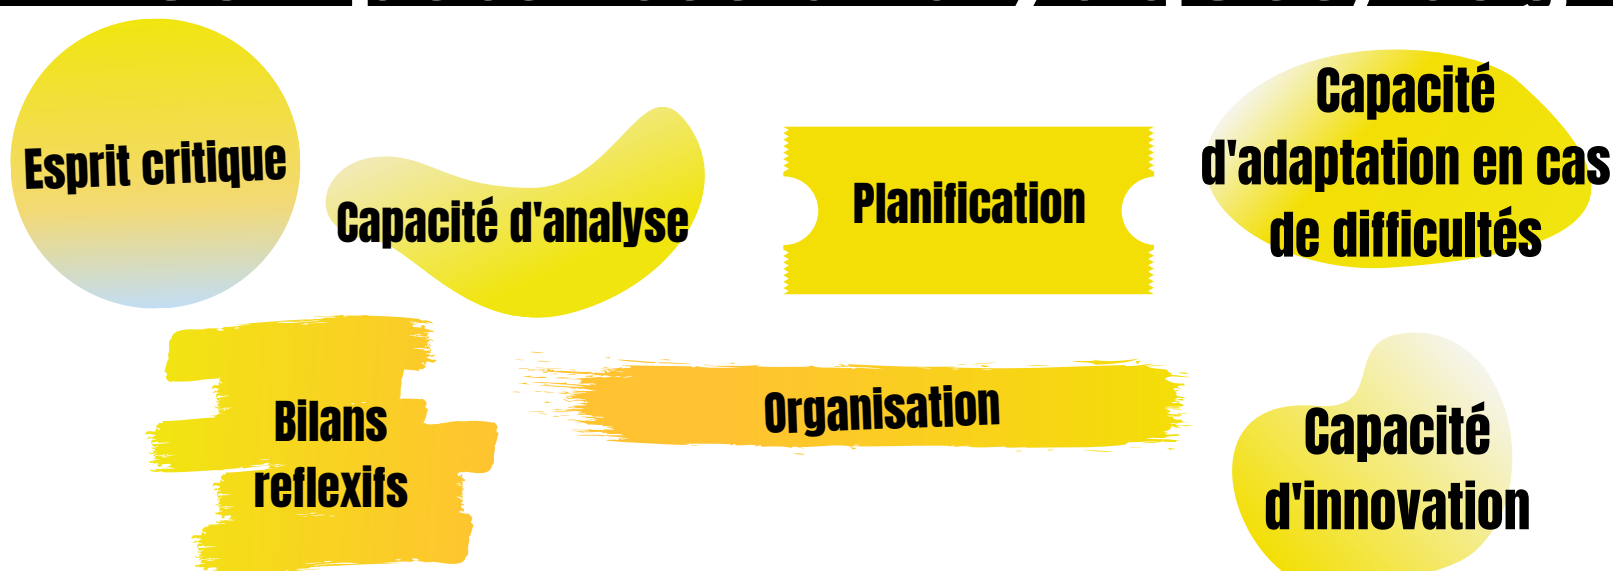 Esprit critique
Capacité d'analyse
Planification
Capacité
d'adaptation en cas
de difficultés
Bilans
reflexifs
Organisation
Capacité
d'innovation